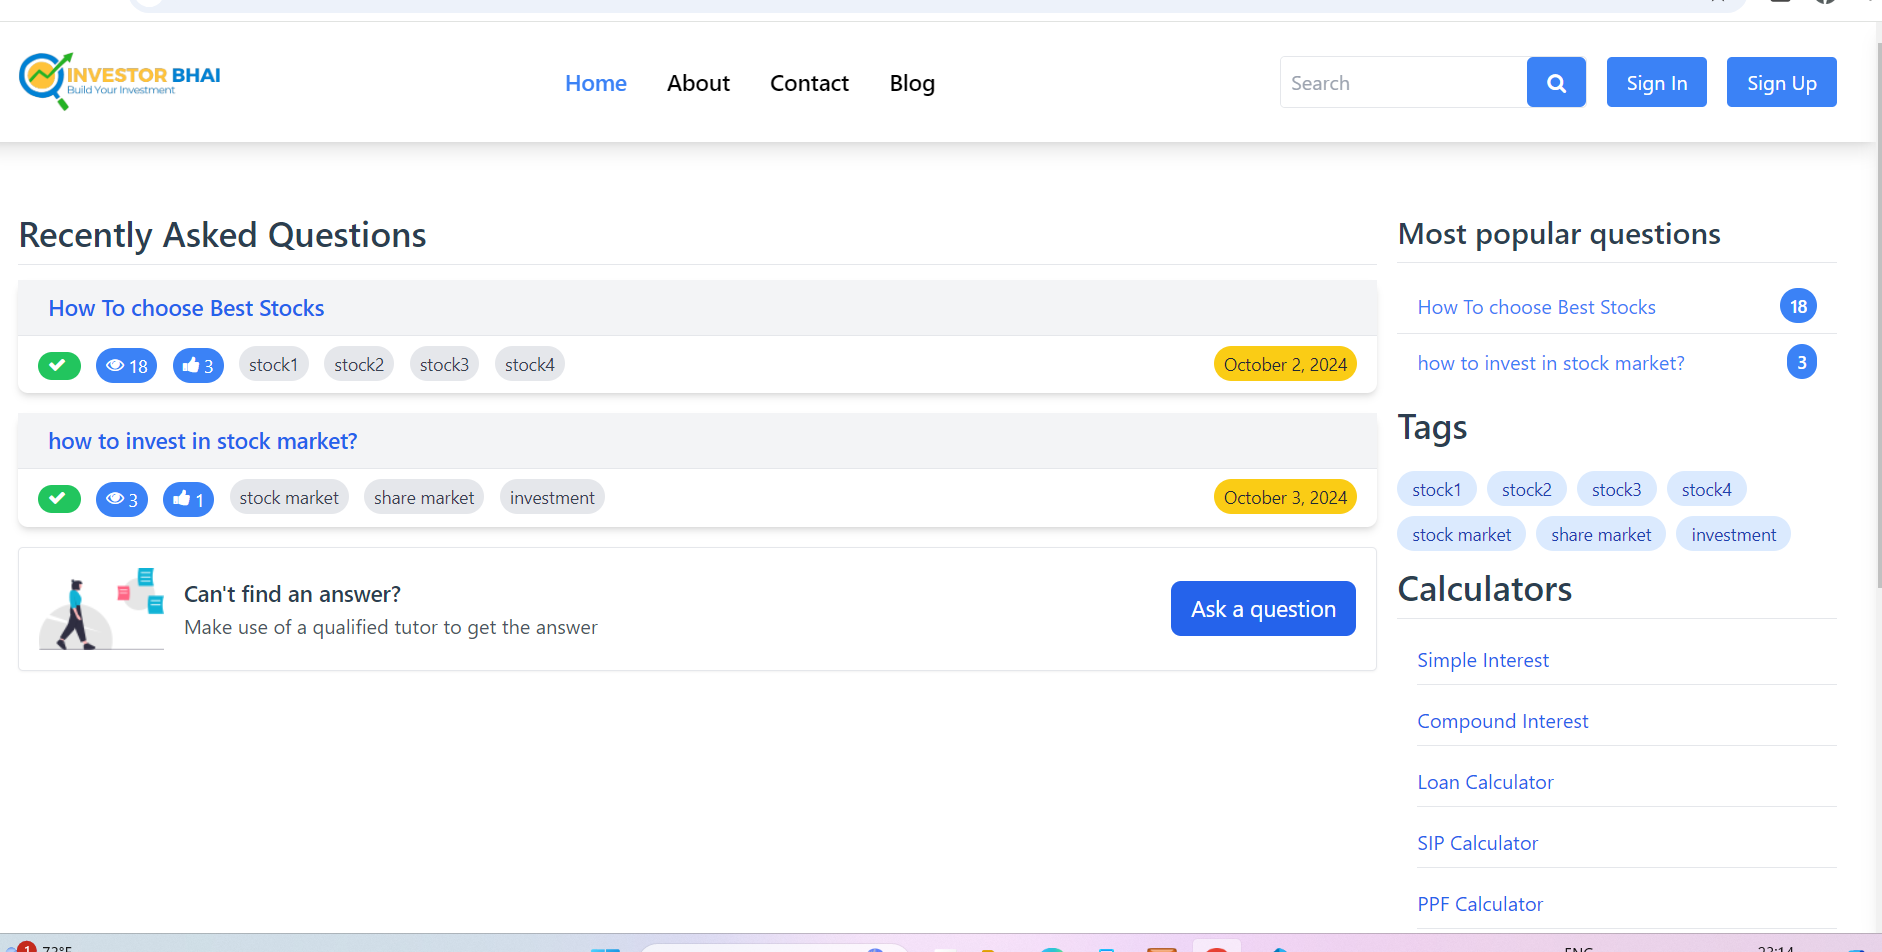 INVESTOR BHAI
Build Your Investment
Home About Contact Blog
Search
Sign In Sign Up
Recently Asked Questions
How To choose Best Stocks
18 3 stock1 stock2 stock3 stock4 October 2, 2024
how to invest in stock market?
3 1 stock market share market investment October 3, 2024
Can't find an answer?
Make use of a qualified tutor to get the answer
Ask a question
Most popular questions
How To choose Best Stocks 18
how to invest in stock market? 3
Tags
stock1 stock2 stock3 stock4
stock market share market investment
Calculators
Simple Interest
Compound Interest
Loan Calculator
SIP Calculator
PPF Calculator
1